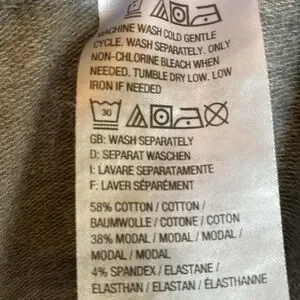 MACHINE WASH COLD GENTLE
CYCLE. WASH SEPARATELY. ONLY
NON-CHLORINE BLEACH WHEN
NEEDED. TUMBLE DRY LOW. LOW
IRON IF NEEDED
30
GB: WASH SEPARATELY
D: SEPARAT WASCHEN
I: LAVARE SEPARATAMENTE
F: LAVER SÉPARÉMENT
58% COTTON / COTTON /
BAUMWOLLE / COTONE / COTON
38% MODAL / MODAL / MODAL /
MODAL / MODAL
4% SPANDEX / ELASTANE /
ELASTHAN / ELASTAN / ÉLASTHANNE